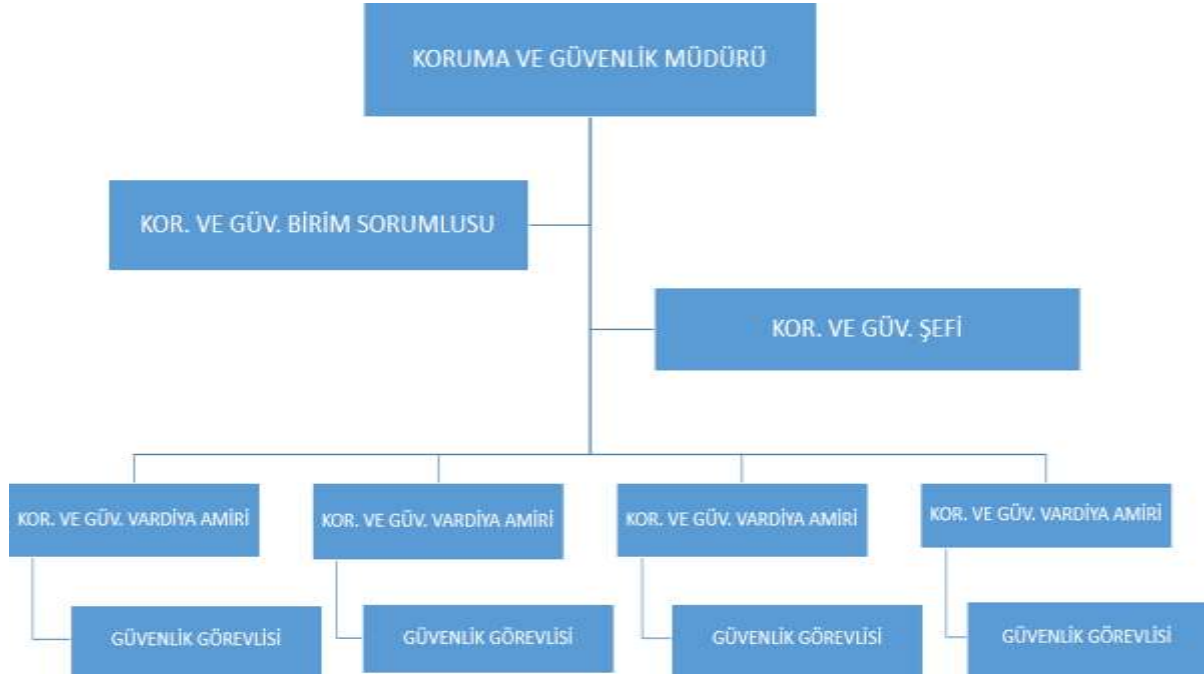 KORUMA VE GÜVENLİK MÜDÜRÜ
KOR. VE GÜV. BİRİM SORUMLUSU
KOR. VE GÜV. ŞEFİ
KOR. VE GÜV. VARDİYA AMİRİ
KOR. VE GÜV. VARDİYA AMİRİ
KOR. VE GÜV. VARDİYA AMİRİ
KOR. VE GÜV. VARDİYA AMİRİ
GÜVENLİK GÖREVLİSİ
GÜVENLİK GÖREVLİSİ
GÜVENLİK GÖREVLİSİ
GÜVENLİK GÖREVLİSİ